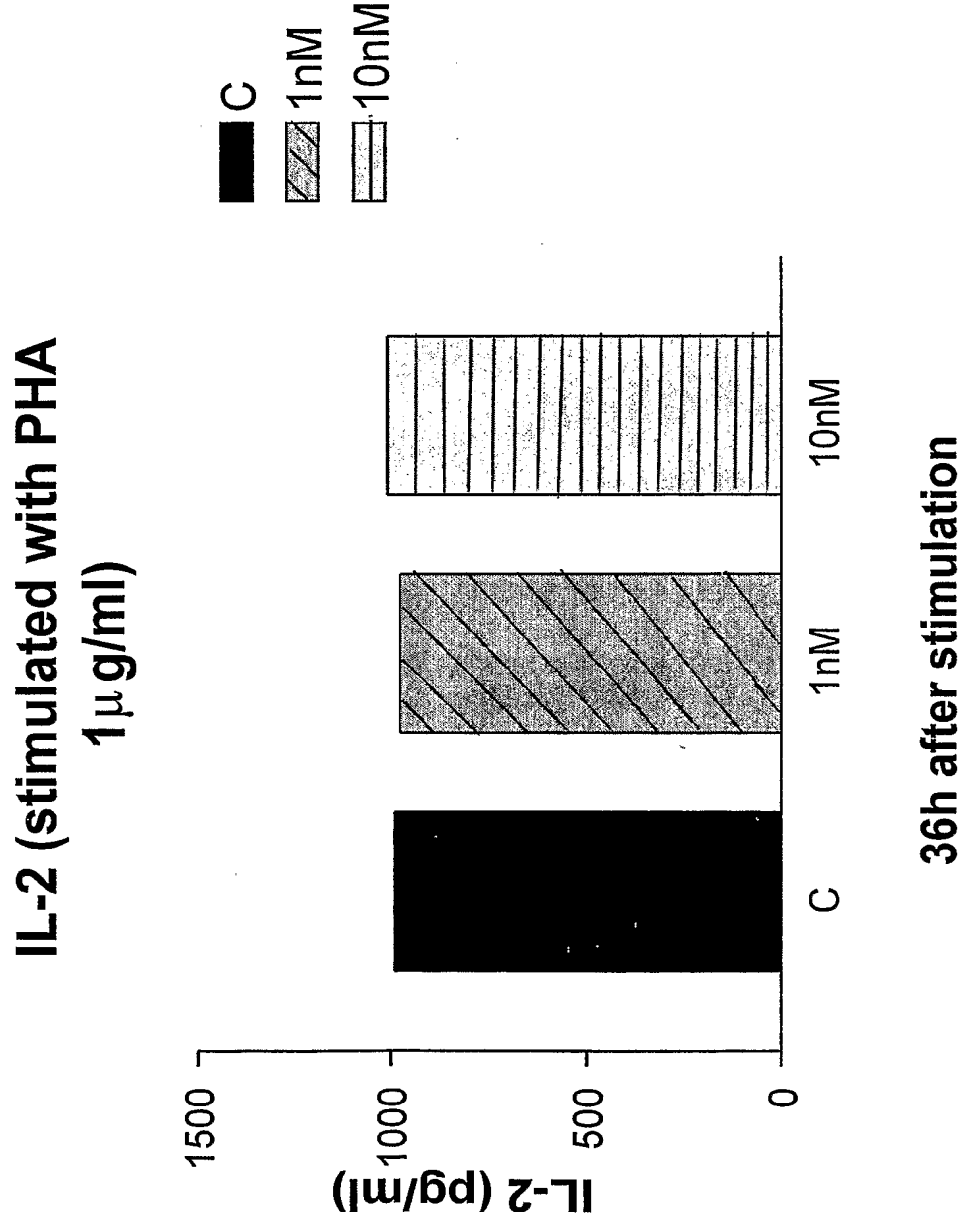 IL-2 (stimulated with PHA
1μg/ml)
C
1nM
10nM
IL-2 (pg/ml)
1500
1000
500
0
C
1nM
10nM
36h after stimulation